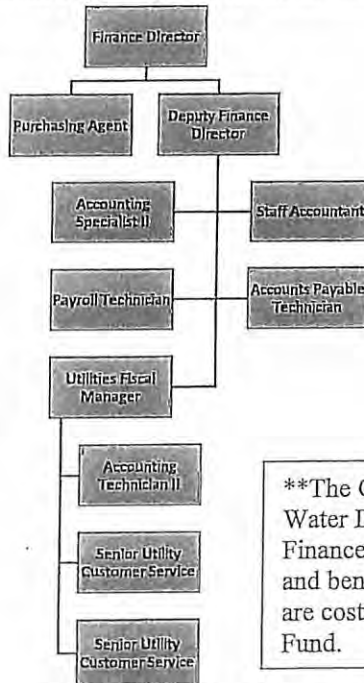 Finance Director
Purchasing Agent
Deputy Finance
Director
Accounting
Specialist II
Staff Accountant
Payroll Technician
Accounts Payable
Technician
Utilities Fiscal
Manager
Accounting
Technician II
Senior Utility
Customer Service
Senior Utility
Customer Service
**The
Water
Finance
and
are cost
Fund.